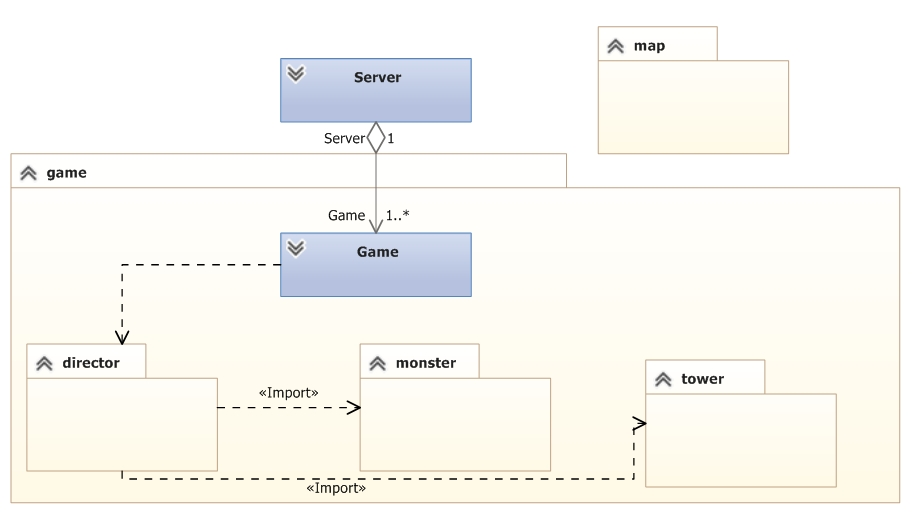 map
Server
Server 1
game
Game 1..*
Game
director
monster
tower
«Import»
«Import»